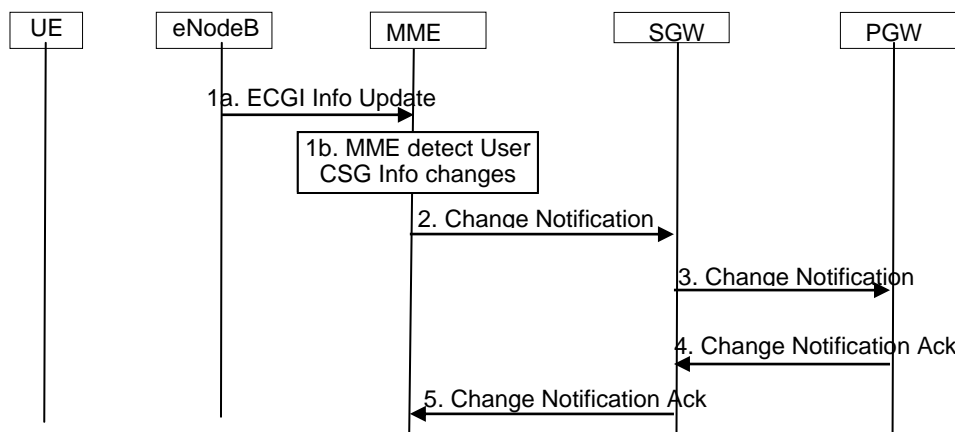 UE
eNodeB
MME
SGW
PGW
1a. ECGI Info Update
1b. MME detect User
CSG Info changes
2. Change Notification
3. Change Notification
4. Change Notification Ack
5. Change Notification Ack